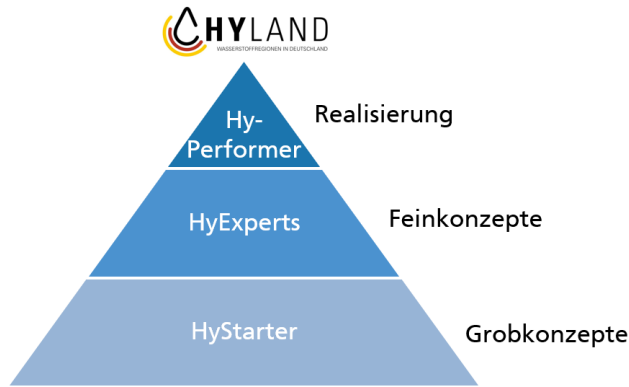 HYLAND
WASSERSTOFFREGIONEN IN DEUTSCHLAND
Hy-
Performer
Realisierung
HyExperts
Feinkonzepte
HyStarter
Grobkonzepte